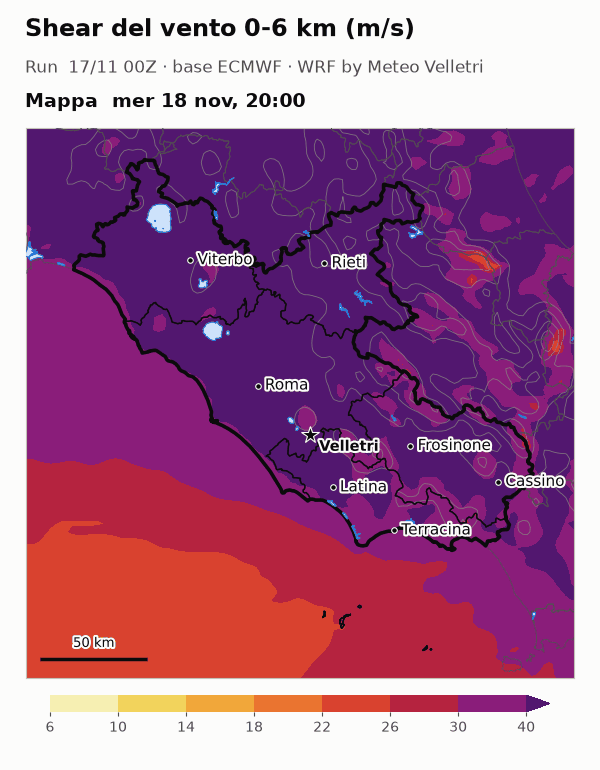 Shear del vento 0-6 km (m/s)
Run  17/11 00Z · base ECMWF · WRF by Meteo Velletri
Mappa  mer 18 nov, 20:00
Viterbo
Rieti
Roma
Velletri
Frosinone
Latina
Cassino
Terracina
50 km
6 10 14 18 22 26 30 40